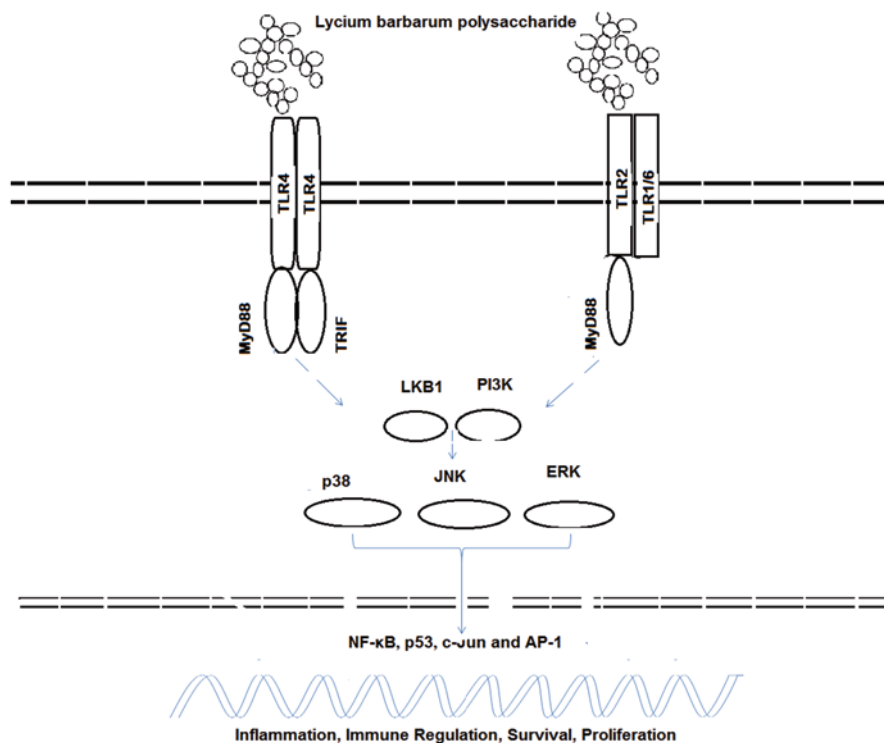 Lycium barbarum polysaccharide
TLR4
TLR4
TLR2
TLR1/6
MyD88
TRIF
MyD88
LKB1
PI3K
p38
JNK
ERK
NF-κB, p53, c-Jun and AP-1
Inflammation, Immune Regulation, Survival, Proliferation